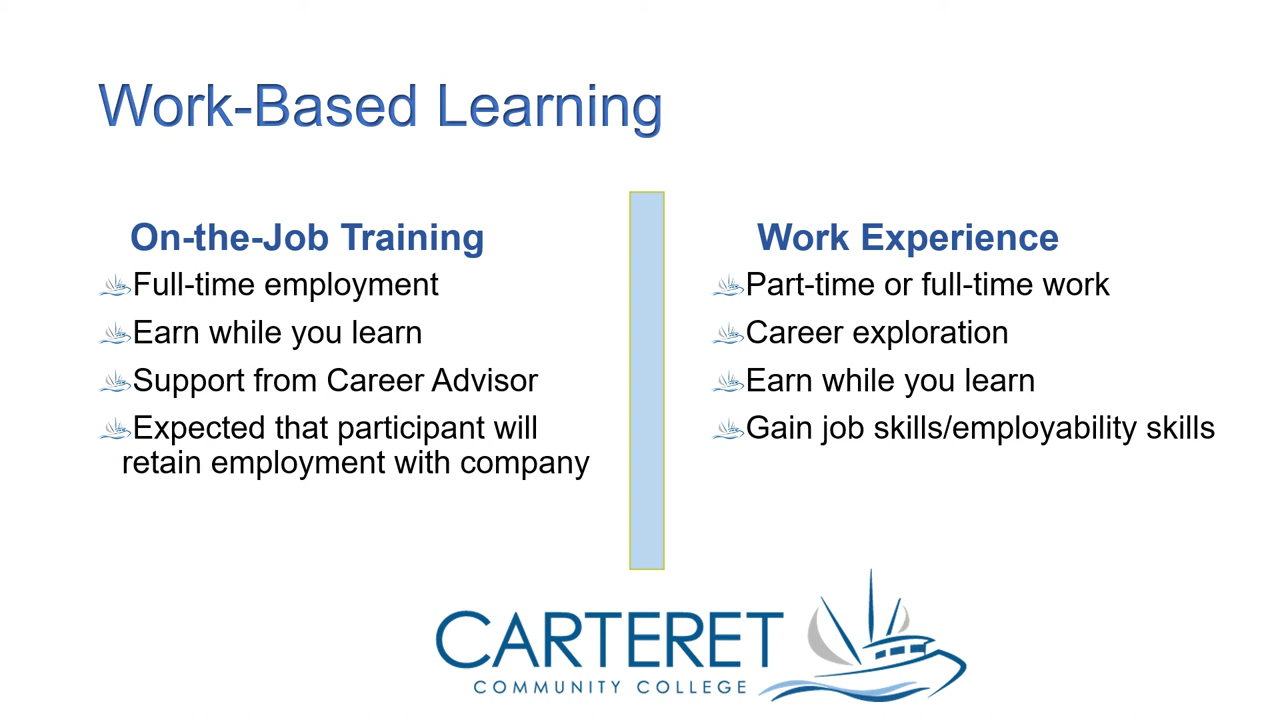 Work-Based Learning
On-the-Job Training
Full-time employment
Earn while you learn
Support from Career Advisor
Expected that participant will
retain employment with company
Work Experience
Part-time or full-time work
Career exploration
Earn while you learn
Gain job skills/employability skills
CARTERET
COMMUNITY COLLEGE